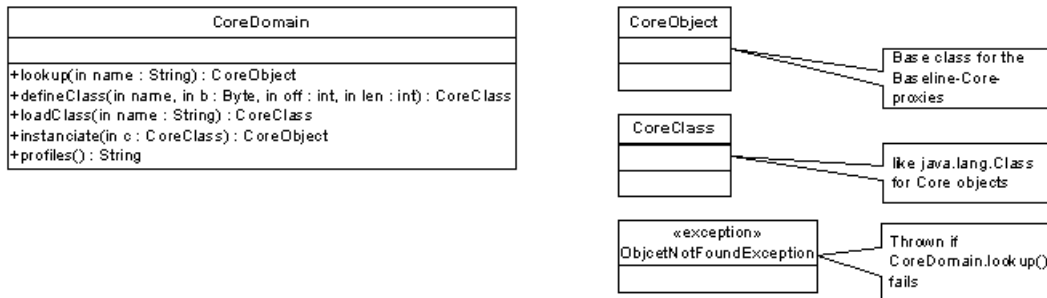 CoreDomain
+lookup(in name : String) : CoreObject
+defineClass(in name, in b : Byte, in off : int, in len : int) : CoreClass
+loadClass(in name : String) : CoreClass
+instanciate(in c : CoreClass) : CoreObject
+profiles() : String
CoreObject
Base class for the
Baseline-Core-
proxies
CoreClass
like java.lang.Class
for Core objects
«exception»
ObjcetNotFoundException
Thrown if
CoreDomain.lookup()
fails